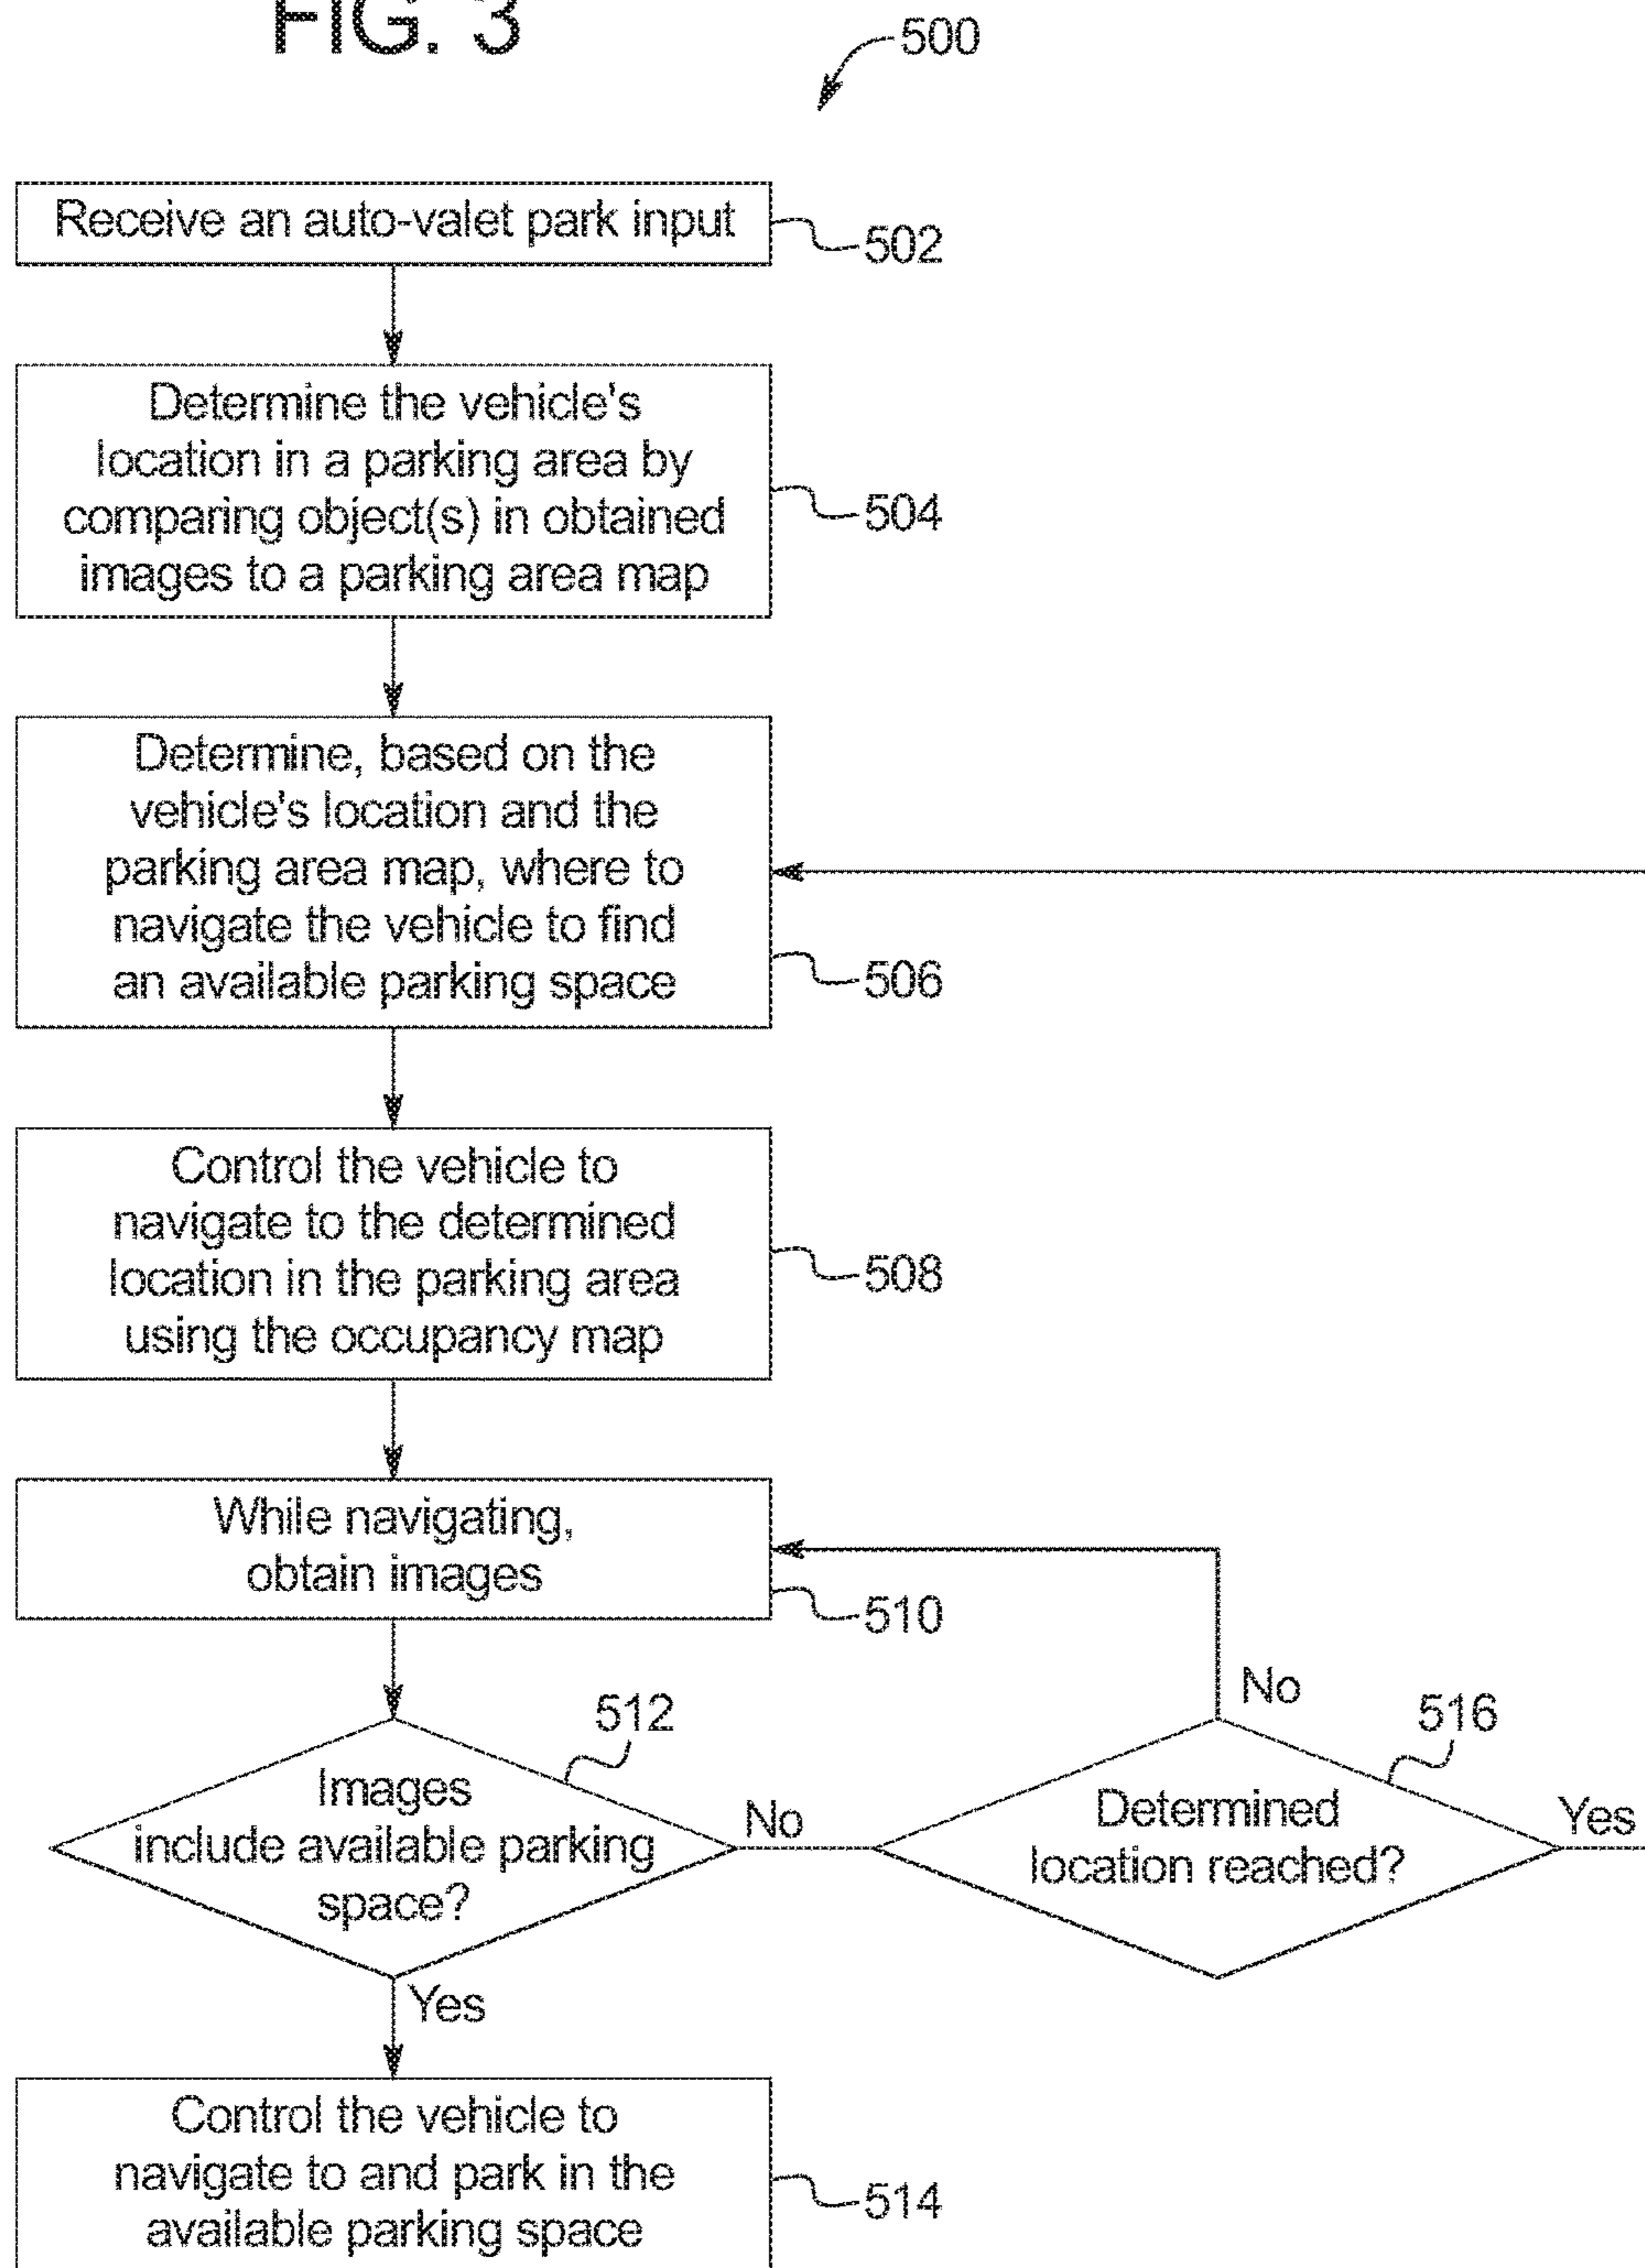 FIG. 3
500
Receive an auto-valet park input
502
Determine the vehicle's
location in a parking area by
comparing object(s) in obtained
images to a parking area map
504
Determine, based on the
vehicle's location and the
parking area map, where to
navigate the vehicle to find
an available parking space
506
Control the vehicle to
navigate to the determined
location in the parking area
using the occupancy map
508
While navigating,
obtain images
510
512
Images
include available parking
space?
No
Yes
516
Determined
location reached?
No
Yes
Control the vehicle to
navigate to and park in the
available parking space
514